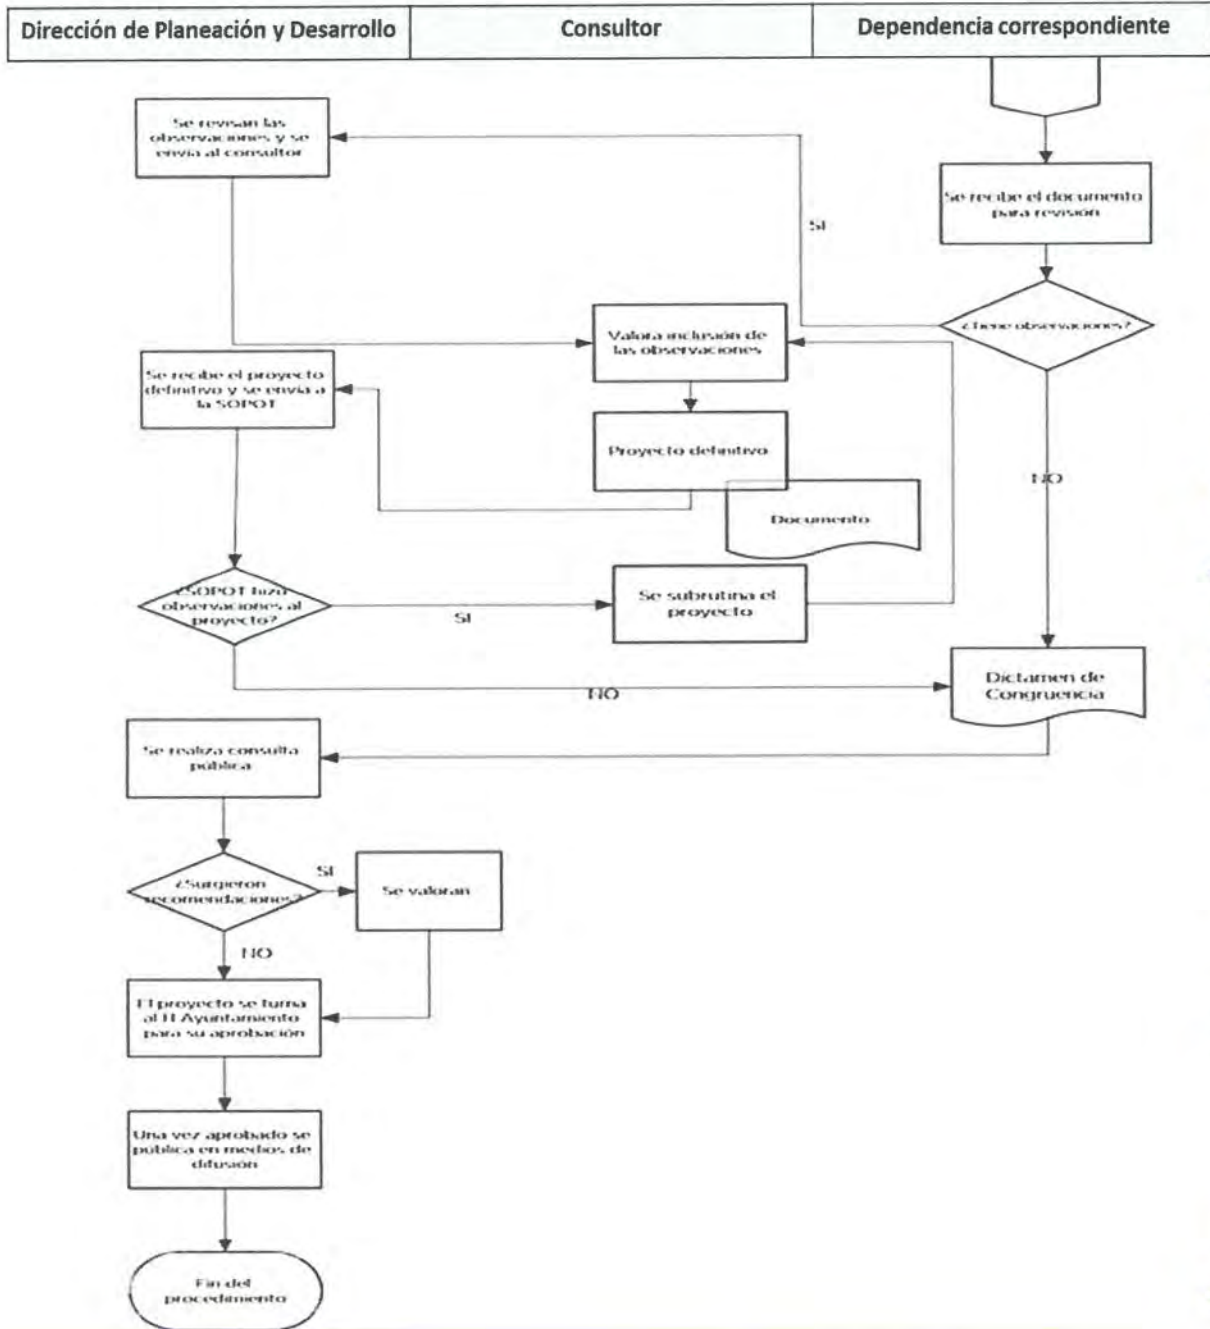 Dirección de Planeación y Desarrollo
Consultor
Dependencia correspondiente
Se revisan las
observaciones y se
envía al consultor
Se recibe el documento
para revisión
SI
¿Tiene observaciones?
Valora inclusión de
las observaciones
Se recibe el proyecto
definitivo y se envía a
la SOPOT
Proyecto definitivo
NO
Documento
¿SOPOT hizo
observaciones al
proyecto?
SI
Se subrutina el
proyecto
NO
Dictamen de
Congruencia
Se realiza consulta
pública
¿Surgieron
recomendaciones?
SI
Se valoran
NO
El proyecto se turna
al H Ayuntamiento
para su aprobación
Una vez aprobado se
pública en medios de
difusión
Fin del
procedimiento